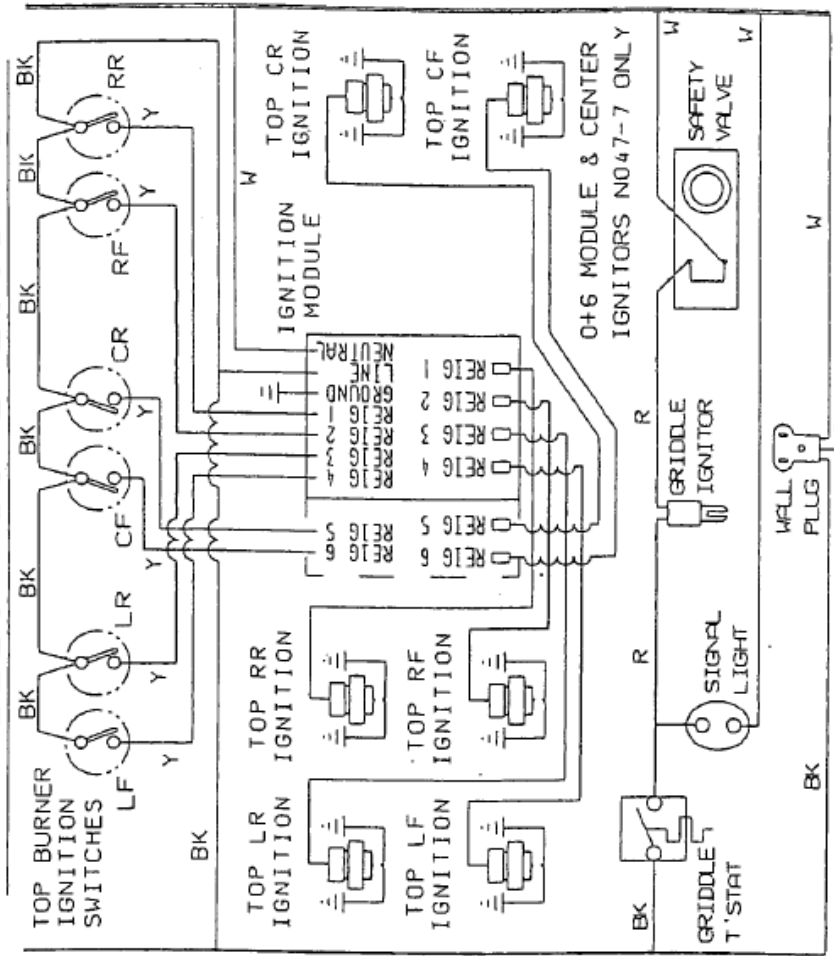 TOP BURNER
IGNITION
SWITCHES
LF
LR
CF
CR
RF
RR
BK
BK
BK
BK
BK
BK
Y
Y
Y
Y
Y
Y
BK
W
IGNITION
MODULE
NEUTRAL
LINE
GROUND
REIG 1
REIG 2
REIG 3
REIG 4
REIG 5
REIG 6
REIG 1
REIG 2
REIG 3
REIG 4
REIG 5
REIG 6
TOP LR
IGNITION
TOP RR
IGNITION
TOP CR
IGNITION
TOP LF
IGNITION
TOP RF
IGNITION
TOP CF
IGNITION
0+6 MODULE & CENTER
IGNITORS N047-7 ONLY
BK
GRIDDLE
T'STAT
R
SIGNAL
LIGHT
GRIDDLE
IGNITOR
R
SAFETY
VALVE
W
W
BK
WALL
PLUG
W